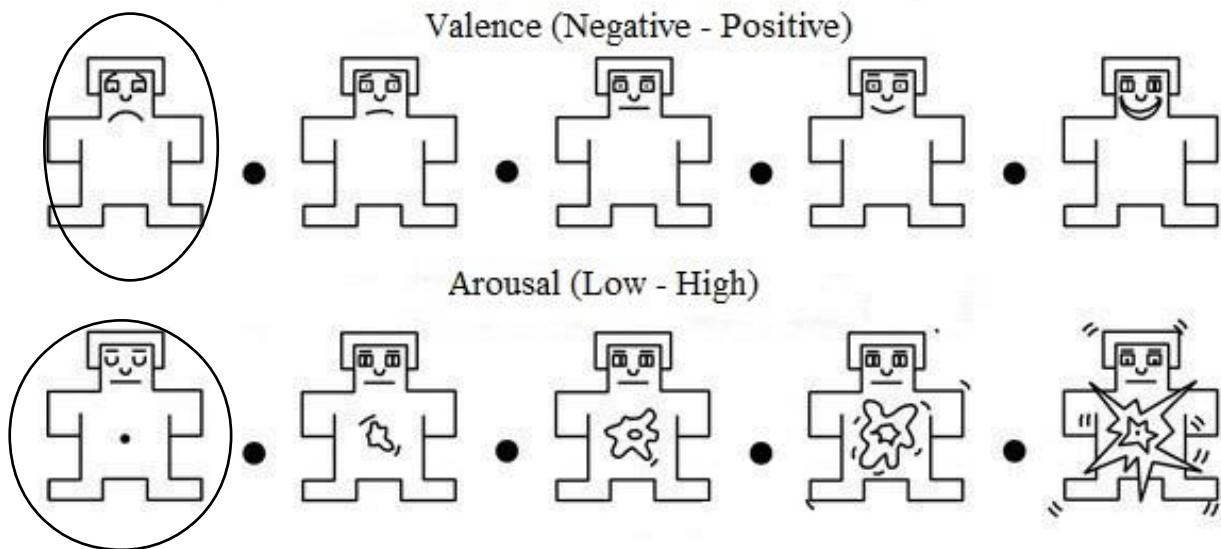 Valence (Negative - Positive)
Arousal (Low - High)